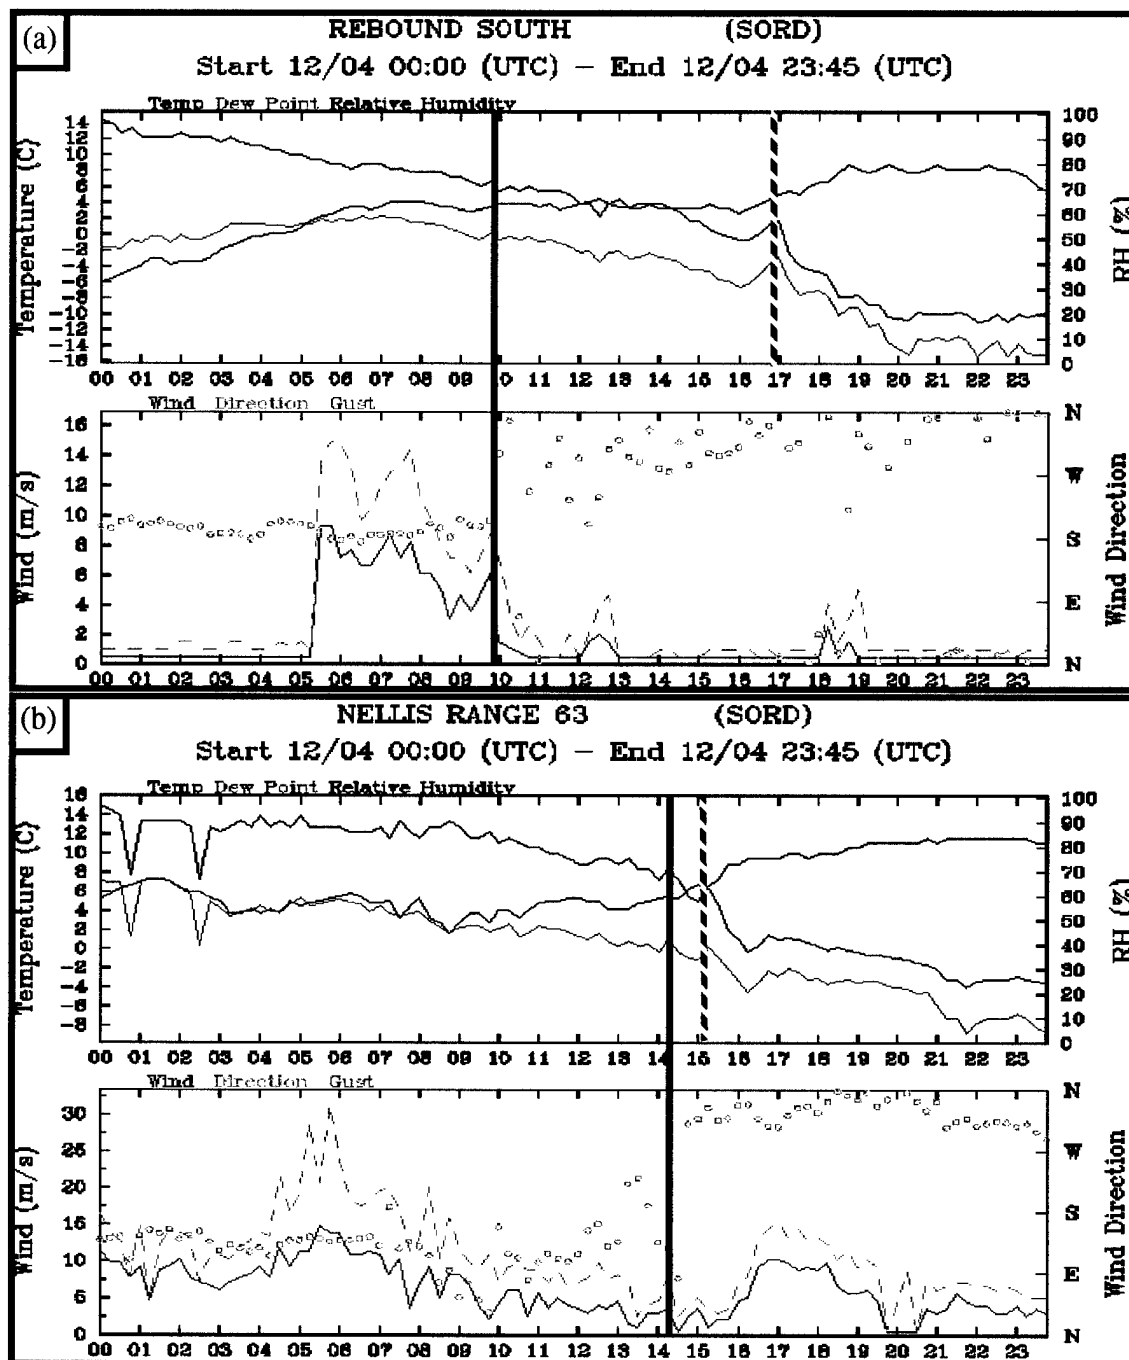 (a)
REBOUND SOUTH (SORD)
Start 12/04 00:00 (UTC) – End 12/04 23:45 (UTC)
Temp Dew Point Relative Humidity
Temperature (C)
14
12
10
8
6
4
2
0
-2
-4
-6
-8
-10
-12
-14
-16
100
90
80
70
60
50
40
30
20
10
0
RH (%)
00 01 02 03 04 05 06 07 08 09 10 11 12 13 14 15 16 17 18 19 20 21 22 23
Wind Direction Gust
Wind (m/s)
16
14
12
10
8
6
4
2
0
N
W
S
E
N
Wind Direction
00 01 02 03 04 05 06 07 08 09 10 11 12 13 14 15 16 17 18 19 20 21 22 23
(b)
NELLIS RANGE 63 (SORD)
Start 12/04 00:00 (UTC) – End 12/04 23:45 (UTC)
Temp Dew Point Relative Humidity
Temperature (C)
16
14
12
10
8
6
4
2
0
-2
-4
-6
-8
100
90
80
70
60
50
40
30
20
10
0
RH (%)
00 01 02 03 04 05 06 07 08 09 10 11 12 13 14 15 16 17 18 19 20 21 22 23
Wind Direction Gust
Wind (m/s)
30
25
20
15
10
5
0
N
W
S
E
N
Wind Direction
00 01 02 03 04 05 06 07 08 09 10 11 12 13 14 15 16 17 18 19 20 21 22 23